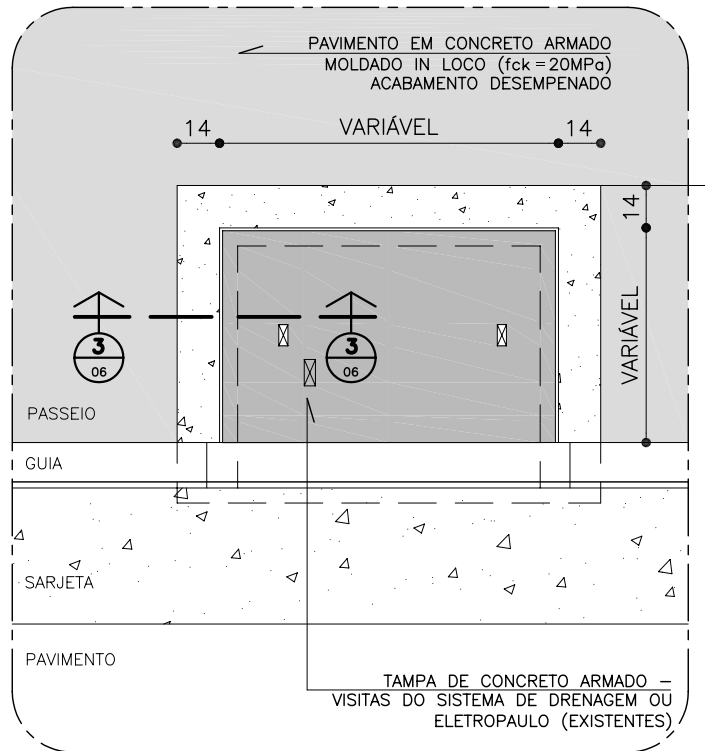 PAVIMENTO EM CONCRETO ARMADO
MOLDADO IN LOCO (fck = 20MPa)
ACABAMENTO DESEMPENADO
14
VARIÁVEL
14
14
VARIÁVEL
3
06
3
06
PASSEIO
GUIA
SARJETA
PAVIMENTO
TAMPA DE CONCRETO ARMADO –
VISITAS DO SISTEMA DE DRENAGEM OU
ELETROPAULO (EXISTENTES)